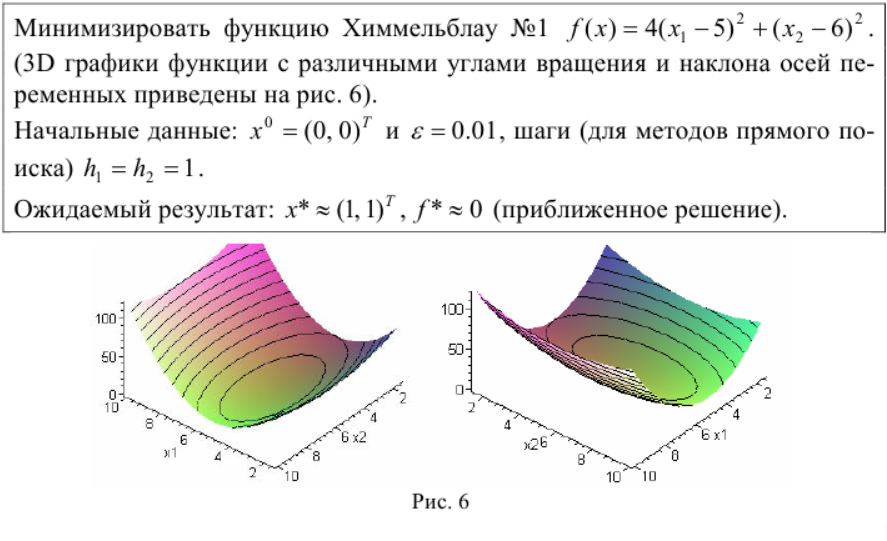 Минимизировать функцию Химмельблау №1 f(x) = 4(x₁ − 5)² + (x₂ − 6)².
(3D графики функции с различными углами вращения и наклона осей пе-
ременных приведены на рис. 6).
Начальные данные: x⁰ = (0, 0)ᵀ и ε = 0.01, шаги (для методов прямого по-
иска) h₁ = h₂ = 1.
Ожидаемый результат: x* ≈ (1, 1)ᵀ, f* ≈ 0 (приближенное решение).
100
50
0
10
8
6
x1
4
2
10
8
6 x2
4
2
100
50
0
2
4
x26
8
10
10
8
6 x1
4
2
Рис. 6